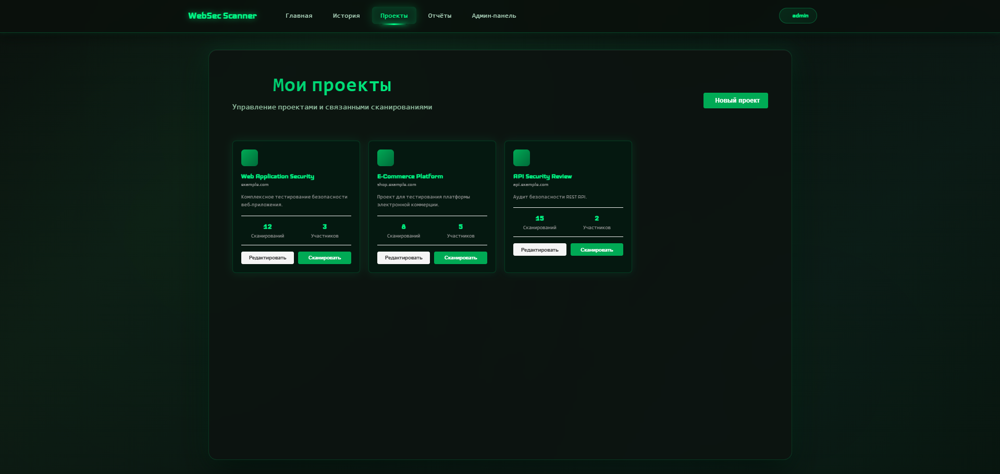 WebSec Scanner
Главная
История
Проекты
Отчёты
Админ-панель
admin
Мои проекты
Управление проектами и связанными сканированиями
Новый проект
Web Application Security
example.com
Комплексное тестирование безопасности
веб-приложения.
12
3
Сканирований
Участников
Редактировать
Сканировать
E-Commerce Platform
shop.example.com
Проект для тестирования платформы
электронной коммерции.
8
5
Сканирований
Участников
Редактировать
Сканировать
API Security Review
api.example.com
Аудит безопасности REST API.
15
2
Сканирований
Участников
Редактировать
Сканировать